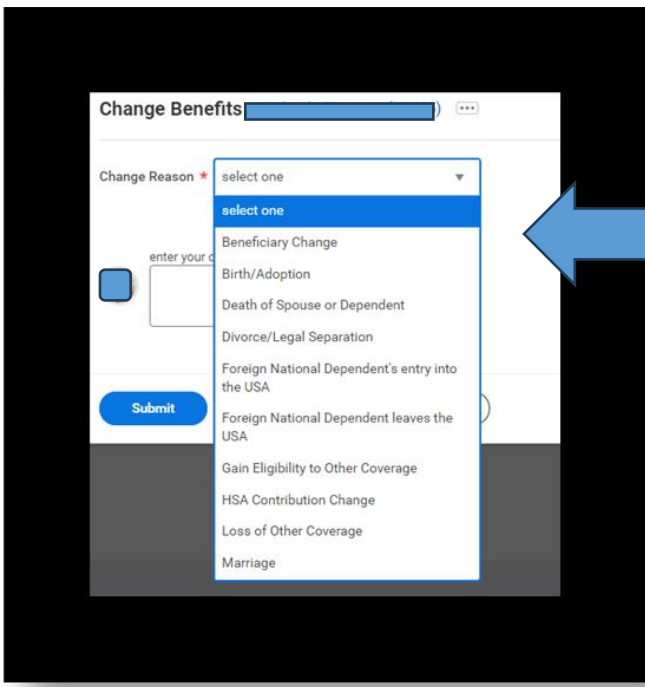 Change Benefits
Change Reason * select one
select one
Beneficiary Change
enter your
Birth/Adoption
Death of Spouse or Dependent
Divorce/Legal Separation
Foreign National Dependent's entry into
the USA
Submit
Foreign National Dependent leaves the
USA
Gain Eligibility to Other Coverage
HSA Contribution Change
Loss of Other Coverage
Marriage